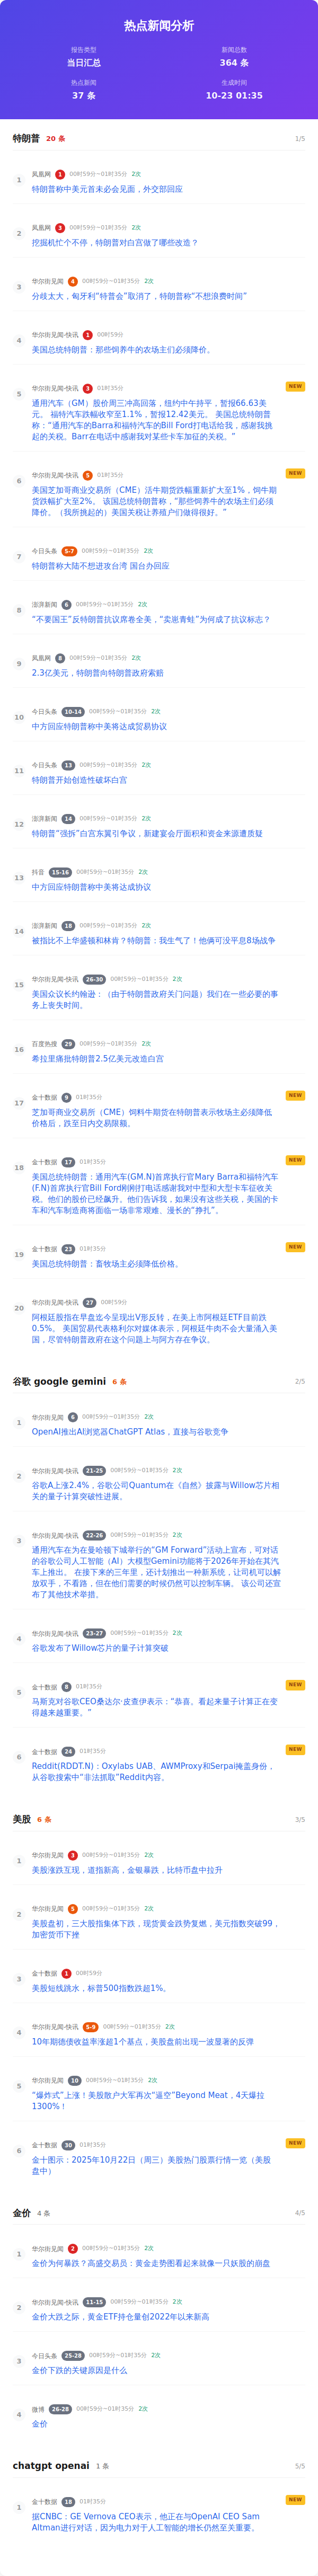 热点新闻分析
报告类型
新闻总数
当日汇总
364 条
热点新闻
生成时间
37 条
10-23 01:35
特朗普 20 条 1/5
1
凤凰网 1 00时59分~01时35分 2次
特朗普称中美元首未必会见面，外交部回应
2
凤凰网 3 00时59分~01时35分 2次
挖掘机忙个不停，特朗普对白宫做了哪些改造？
3
华尔街见闻 4 00时59分~01时35分 2次
分歧太大，匈牙利“特普会”取消了，特朗普称“不想浪费时间”
4
华尔街见闻-快讯 1 00时59分
美国总统特朗普：那些饲养牛的农场主们必须降价。
5
华尔街见闻-快讯 3 01时35分 NEW
通用汽车（GM）股价周三冲高回落，纽约中午时平，暂报66.63美
元。 福特汽车跌幅收窄至1.1%，暂报12.42美元。 美国总统特朗
普：“通用汽车的Barra和福特汽车的Bill Ford打电话给我，感谢我挑
起的关税。Barr在电话中感谢我对某些卡车加征的关税。”
6
华尔街见闻-快讯 5 01时35分 NEW
美国芝加哥商业交易所（CME）活牛期货跌幅重新扩大至1%，饲牛期
货跌幅扩大至2%。 该国总统特朗普称，“那些饲养牛的农场主们必须
降价。（我所挑起的）美国关税让养殖户们做得很好。”
7
今日头条 5-7 00时59分~01时35分 2次
特朗普称大陆不想进攻台湾 国台办回应
8
澎湃新闻 6 00时59分~01时35分 2次
“不要国王”反特朗普抗议席卷全美，“卖崽青蛙”为何成了抗议标志？
9
凤凰网 8 00时59分~01时35分 2次
2.3亿美元，特朗普向特朗普政府索赔
10
今日头条 10-14 00时59分~01时35分 2次
中方回应特朗普称中美将达成贸易协议
11
今日头条 13 00时59分~01时35分 2次
特朗普开始创造性破坏白宫
12
澎湃新闻 14 00时59分~01时35分 2次
特朗普“强拆”白宫东翼引争议，新建宴会厅面积和资金来源遭质疑
13
抖音 15-16 00时59分~01时35分 2次
中方回应特朗普称中美将达成协议
14
澎湃新闻 18 00时59分~01时35分 2次
被指比不上华盛顿和林肯？特朗普：我生气了！他俩可没平息8场战争
15
华尔街见闻-快讯 26-30 00时59分~01时35分 2次
美国众议长约翰逊：（由于特朗普政府关门问题）我们在一些必要的事
务上丧失时间。
16
百度热搜 29 00时59分~01时35分 2次
希拉里痛批特朗普2.5亿美元改造白宫
17
金十数据 9 01时35分 NEW
芝加哥商业交易所（CME）饲料牛期货在特朗普表示牧场主必须降低
价格后，跌至日内交易限额。
18
金十数据 17 01时35分 NEW
美国总统特朗普：通用汽车(GM.N)首席执行官Mary Barra和福特汽车
(F.N)首席执行官Bill Ford刚刚打电话感谢我对中型和大型卡车征收关
税。他们的股价已经飙升。他们告诉我，如果没有这些关税，美国的卡
车和汽车制造商将面临一场非常艰难、漫长的“挣扎”。
19
金十数据 23 01时35分 NEW
美国总统特朗普：畜牧场主必须降低价格。
20
华尔街见闻-快讯 27 00时59分
阿根廷股指在早盘迄今呈现出V形反转，在美上市阿根廷ETF目前跌
0.5%。 美国贸易代表格利尔对媒体表示，阿根廷牛肉不会大量涌入美
国，尽管特朗普政府在这个问题上与阿方存在争议。
谷歌 google gemini 6 条 2/5
1
华尔街见闻 6 00时59分~01时35分 2次
OpenAI推出AI浏览器ChatGPT Atlas，直接与谷歌竞争
2
华尔街见闻-快讯 21-25 00时59分~01时35分 2次
谷歌A上涨2.4%，谷歌公司Quantum在《自然》披露与Willow芯片相
关的量子计算突破性进展。
3
华尔街见闻-快讯 22-26 00时59分~01时35分 2次
通用汽车在为在曼哈顿下城举行的“GM Forward”活动上宣布，可对话
的谷歌公司人工智能（AI）大模型Gemini功能将于2026年开始在其汽
车上推出。 在接下来的三年里，还计划推出一种新系统，让司机可以解
放双手，不看路，但在他们需要的时候仍然可以控制车辆。 该公司还宣
布了其他技术举措。
4
华尔街见闻-快讯 23-27 00时59分~01时35分 2次
谷歌发布了Willow芯片的量子计算突破
5
金十数据 8 01时35分 NEW
马斯克对谷歌CEO桑达尔·皮查伊表示：“恭喜。看起来量子计算正在变
得越来越重要。”
6
金十数据 24 01时35分 NEW
Reddit(RDDT.N)：Oxylabs UAB、AWMProxy和Serpai掩盖身份，
从谷歌搜索中“非法抓取”Reddit内容。
美股 6 条 3/5
1
华尔街见闻 3 00时59分~01时35分 2次
美股涨跌互现，道指新高，金银暴跌，比特币盘中拉升
2
华尔街见闻 5 00时59分~01时35分 2次
美股盘初，三大股指集体下跌，现货黄金跌势复燃，美元指数突破99，
加密货币下挫
3
金十数据 1 00时59分
美股短线跳水，标普500指数跌超1%。
4
华尔街见闻-快讯 5-9 00时59分~01时35分 2次
10年期德债收益率涨超1个基点，美股盘前出现一波显著的反弹
5
华尔街见闻 10 00时59分~01时35分 2次
“爆炸式”上涨！美股散户大军再次“逼空”Beyond Meat，4天爆拉
1300%！
6
金十数据 30 01时35分 NEW
金十图示：2025年10月22日（周三）美股热门股票行情一览（美股
盘中）
金价 4 条 4/5
1
华尔街见闻 2 00时59分~01时35分 2次
金价为何暴跌？高盛交易员：黄金走势图看起来就像一只妖股的崩盘
2
华尔街见闻-快讯 11-15 00时59分~01时35分 2次
金价大跌之际，黄金ETF持仓量创2022年以来新高
3
今日头条 25-28 00时59分~01时35分 2次
金价下跌的关键原因是什么
4
微博 26-28 00时59分~01时35分 2次
金价
chatgpt openai 1 条 5/5
1
金十数据 18 01时35分 NEW
据CNBC：GE Vernova CEO表示，他正在与OpenAI CEO Sam
Altman进行对话，因为电力对于人工智能的增长仍然至关重要。